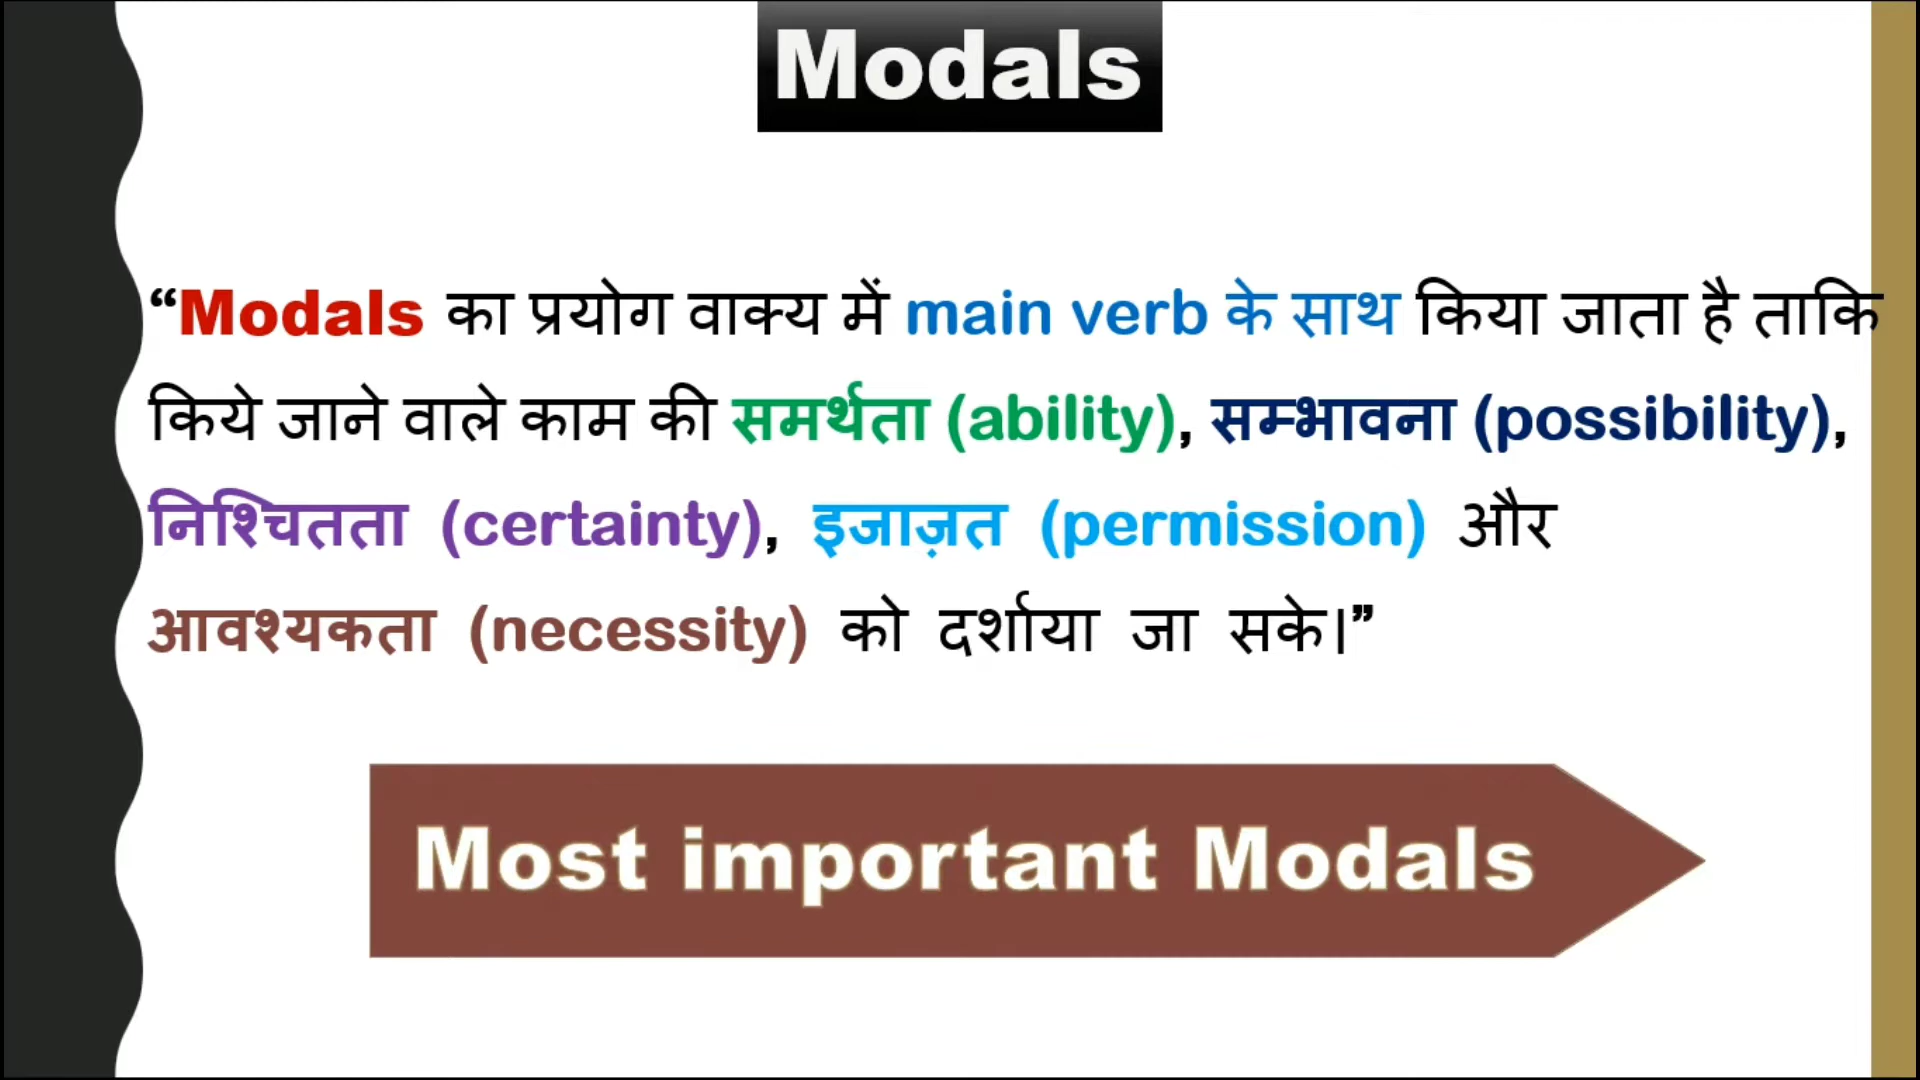 Modals
“Modals का प्रयोग वाक्य में main verb के साथ किया जाता है ताकि
किये जाने वाले काम की समर्थता (ability), सम्भावना (possibility),
निश्चितता (certainty), इजाज़त (permission) और
आवश्यकता (necessity) को दर्शाया जा सके।”
Most important Modals